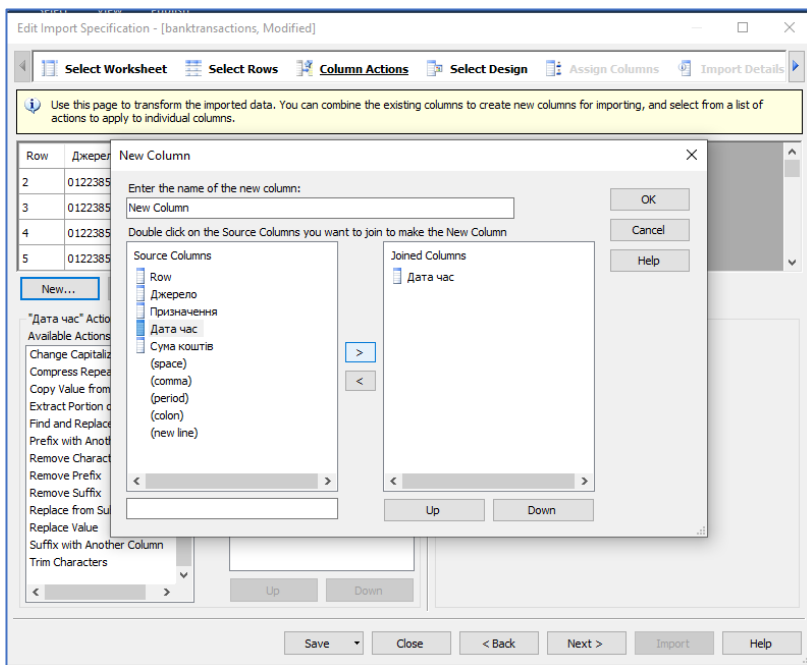 Edit Import Specification - [banktransactions, Modified]
Select Worksheet Select Rows Column Actions Select Design Assign Columns Import Details
Use this page to transform the imported data. You can combine the existing columns to create new columns for importing, and select from a list of
actions to apply to individual columns.
Row Джерел
2 0122385
3 0122385
4 0122385
5 0122385
New...
"Дата час" Actio
Available Actions
Change Capitaliz
Compress Repea
Copy Value from
Extract Portion o
Find and Replace
Prefix with Anoth
Remove Charact
Remove Prefix
Remove Suffix
Replace from Su
Replace Value
Suffix with Another Column
Trim Characters
New Column
Enter the name of the new column:
New Column
Double click on the Source Columns you want to join to make the New Column
Source Columns
Row
Джерело
Призначення
Дата час
Сума коштів
(space)
(comma)
(period)
(colon)
(new line)
>
<
Joined Columns
Дата час
Up Down
OK
Cancel
Help
Up Down
Save Close < Back Next > Import Help